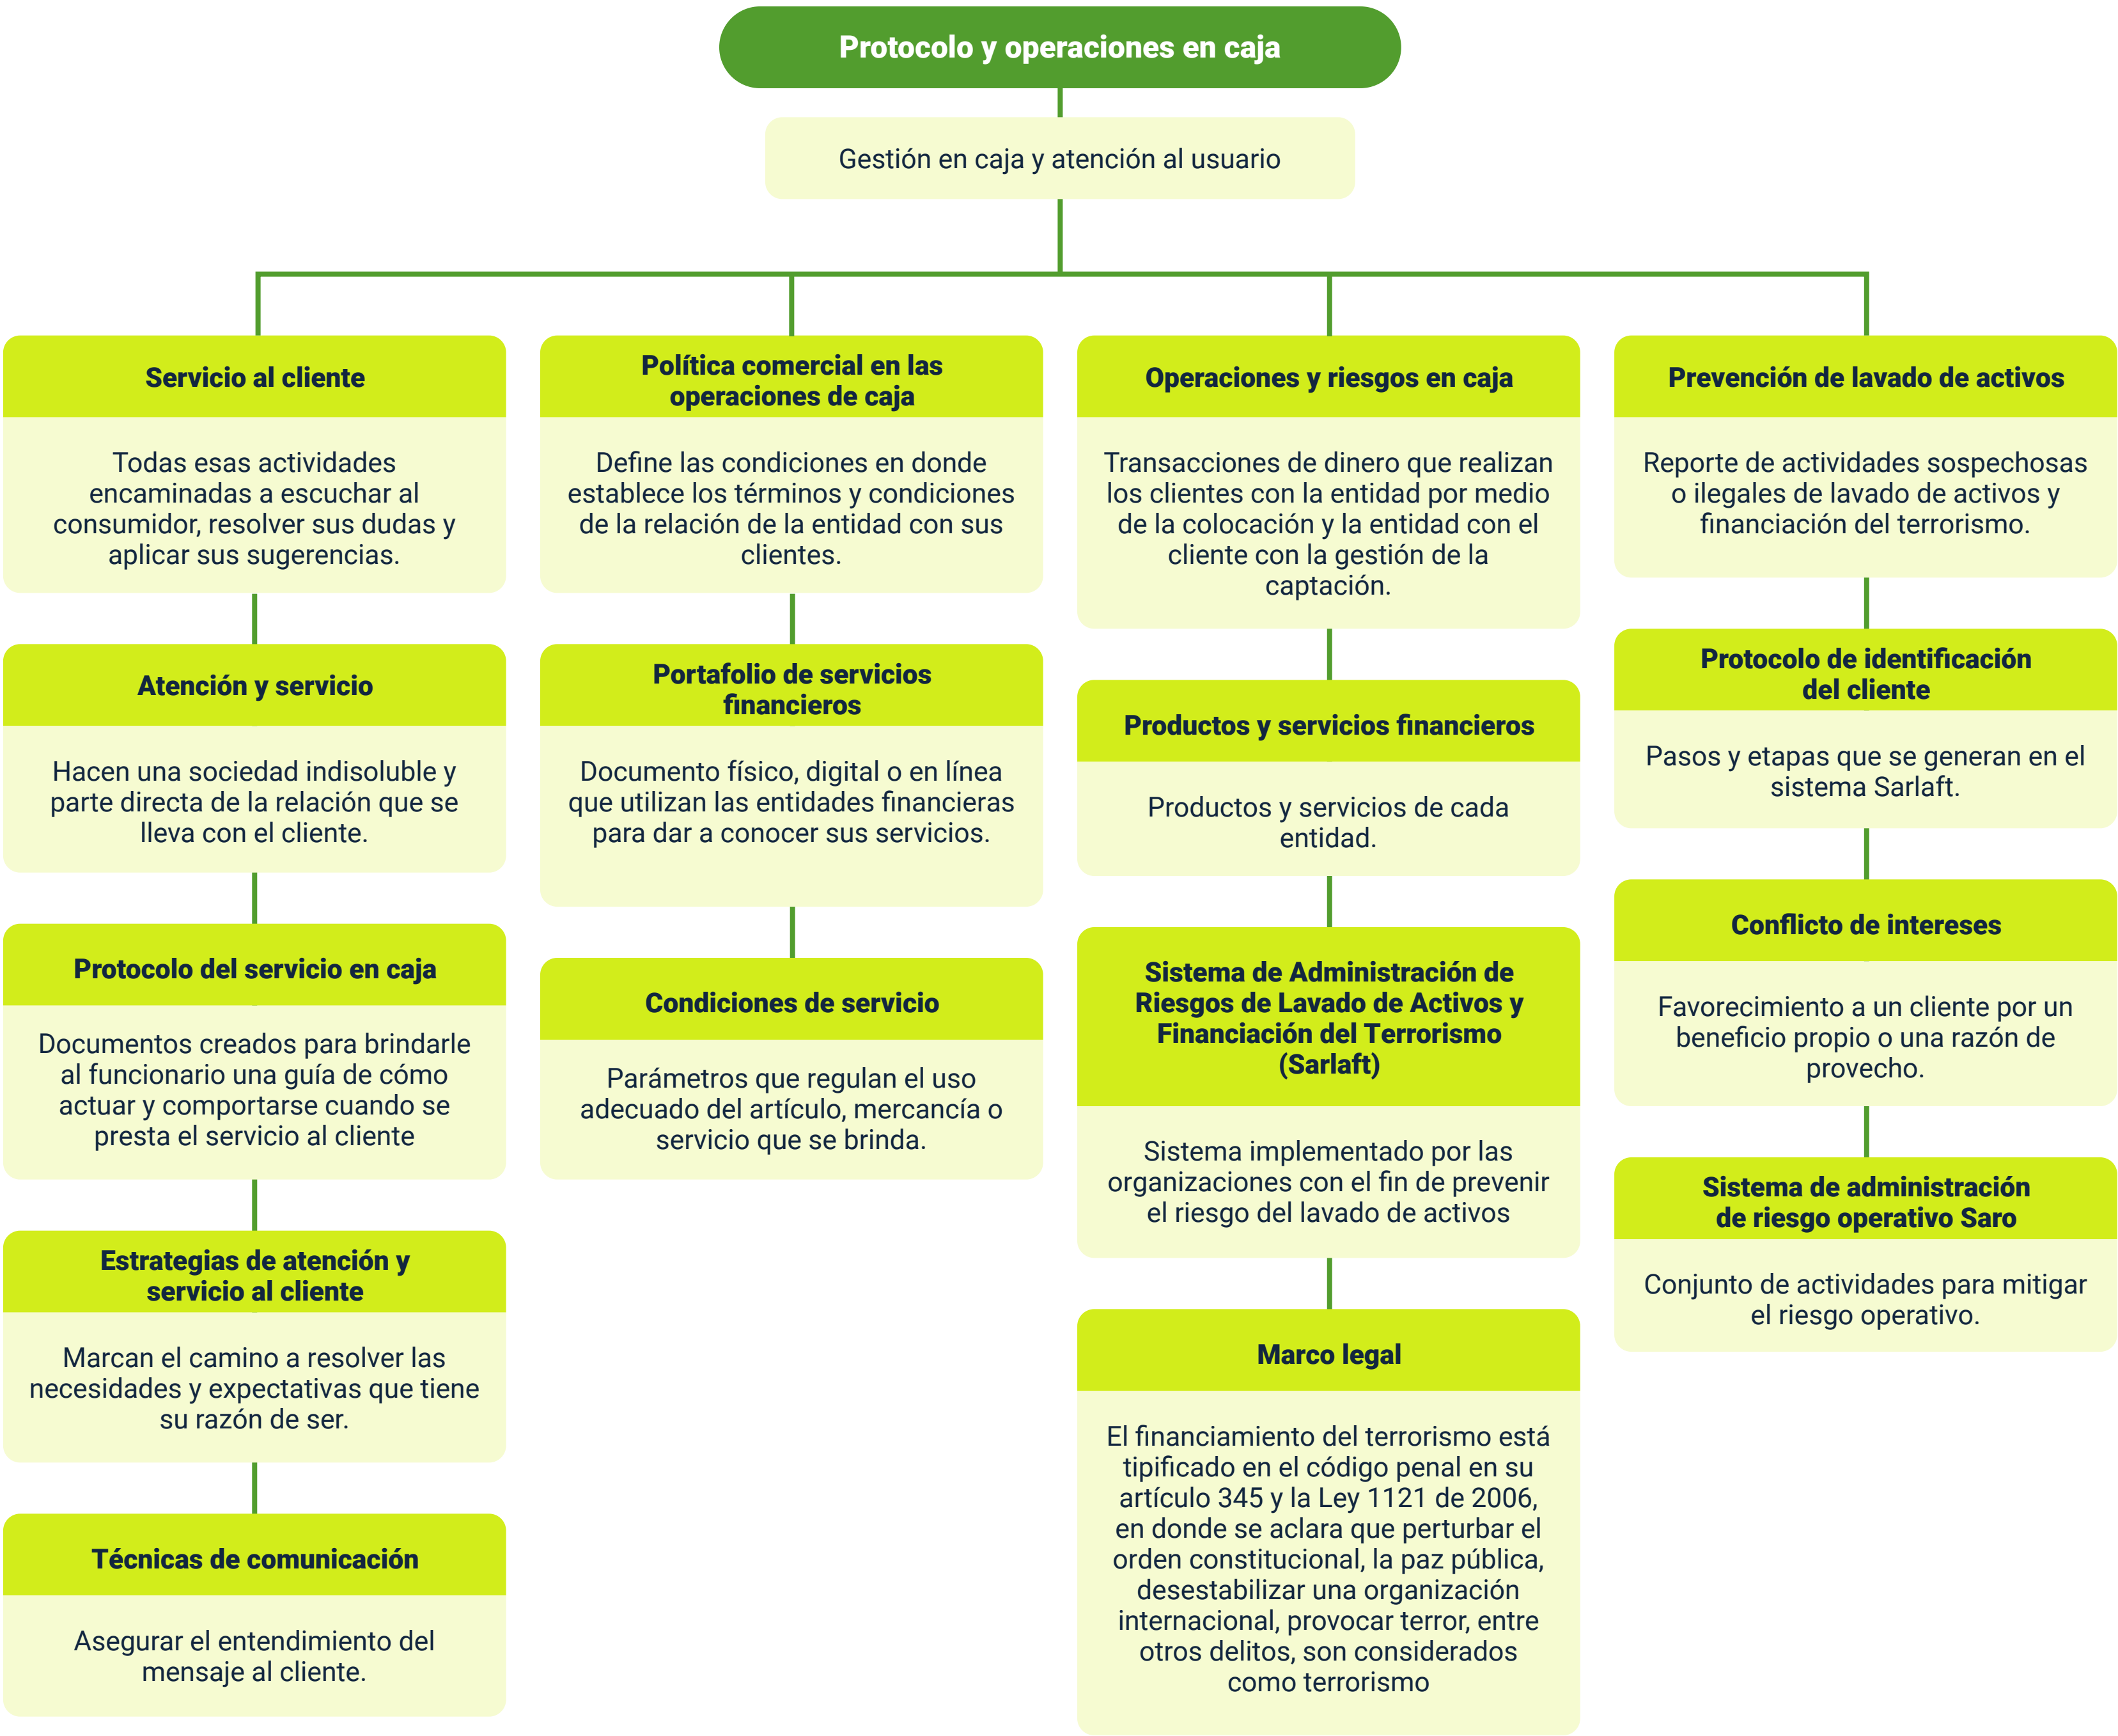 Protocolo y operaciones en caja
Gestión en caja y atención al usuario
Servicio al cliente
Todas esas actividades
encaminadas a escuchar al
consumidor, resolver sus dudas y
aplicar sus sugerencias.
Atención y servicio
Hacen una sociedad indisoluble y
parte directa de la relación que se
lleva con el cliente.
Protocolo del servicio en caja
Documentos creados para brindarle
al funcionario una guía de cómo
actuar y comportarse cuando se
presta el servicio al cliente
Estrategias de atención y
servicio al cliente
Marcan el camino a resolver las
necesidades y expectativas que tiene
su razón de ser.
Técnicas de comunicación
Asegurar el entendimiento del
mensaje al cliente.
Política comercial en las
operaciones de caja
Define las condiciones en donde
establece los términos y condiciones
de la relación de la entidad con sus
clientes.
Portafolio de servicios
financieros
Documento físico, digital o en línea
que utilizan las entidades financieras
para dar a conocer sus servicios.
Condiciones de servicio
Parámetros que regulan el uso
adecuado del artículo, mercancía o
servicio que se brinda.
Operaciones y riesgos en caja
Transacciones de dinero que realizan
los clientes con la entidad por medio
de la colocación y la entidad con el
cliente con la gestión de la
captación.
Productos y servicios financieros
Productos y servicios de cada
entidad.
Sistema de Administración de
Riesgos de Lavado de Activos y
Financiación del Terrorismo
(Sarlaft)
Sistema implementado por las
organizaciones con el fin de prevenir
el riesgo del lavado de activos
Marco legal
El financiamiento del terrorismo está
tipificado en el código penal en su
artículo 345 y la Ley 1121 de 2006,
en donde se aclara que perturbar el
orden constitucional, la paz pública,
desestabilizar una organización
internacional, provocar terror, entre
otros delitos, son considerados
como terrorismo
Prevención de lavado de activos
Reporte de actividades sospechosas
o ilegales de lavado de activos y
financiación del terrorismo.
Protocolo de identificación
del cliente
Pasos y etapas que se generan en el
sistema Sarlaft.
Conflicto de intereses
Favorecimiento a un cliente por un
beneficio propio o una razón de
provecho.
Sistema de administración
de riesgo operativo Saro
Conjunto de actividades para mitigar
el riesgo operativo.